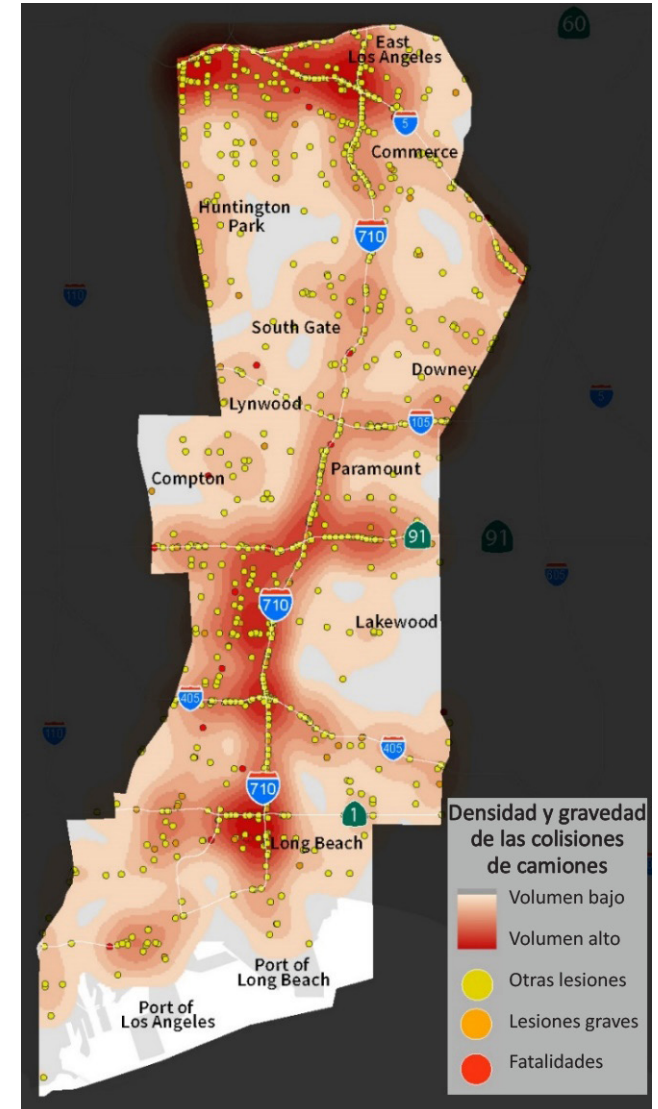 60
East
Los Angeles
5
Commerce
Huntington
Park
710
110
South Gate
Downey
5
Lynwood
105
Compton
Paramount
91
91
605
710
Lakewood
405
110
405
710
1
Long Beach
Port of
Long Beach
Port of
Los Angeles
Densidad y gravedad
de las colisiones
de camiones
Volumen bajo
Volumen alto
Otras lesiones
Lesiones graves
Fatalidades